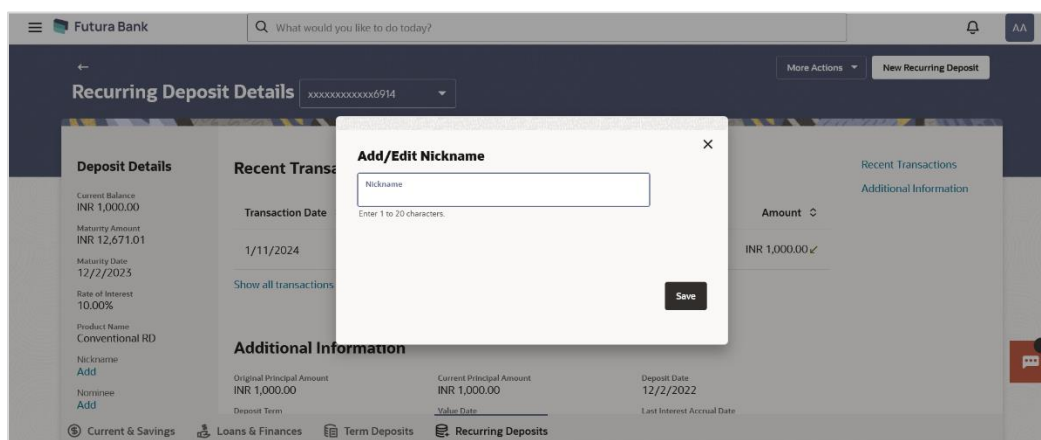 Futura Bank
What would you like to do today?
AA
More Actions
New Recurring Deposit
Recurring Deposit Details
xxxxxxxxxxxx6914
Add/Edit Nickname
Nickname
Enter 1 to 20 characters.
Save
Deposit Details
Current Balance
INR 1,000.00
Maturity Amount
INR 12,671.01
Maturity Date
12/2/2023
Rate of Interest
10.00%
Product Name
Conventional RD
Nickname
Add
Nominee
Add
Recent Transa
Transaction Date
Amount
1/11/2024
INR 1,000.00
Show all transactions
Additional Information
Original Principal Amount
INR 1,000.00
Current Principal Amount
INR 1,000.00
Deposit Date
12/2/2022
Deposit Term
Value Date
Last Interest Accrual Date
Recent Transactions
Additional Information
Current & Savings
Loans & Finances
Term Deposits
Recurring Deposits